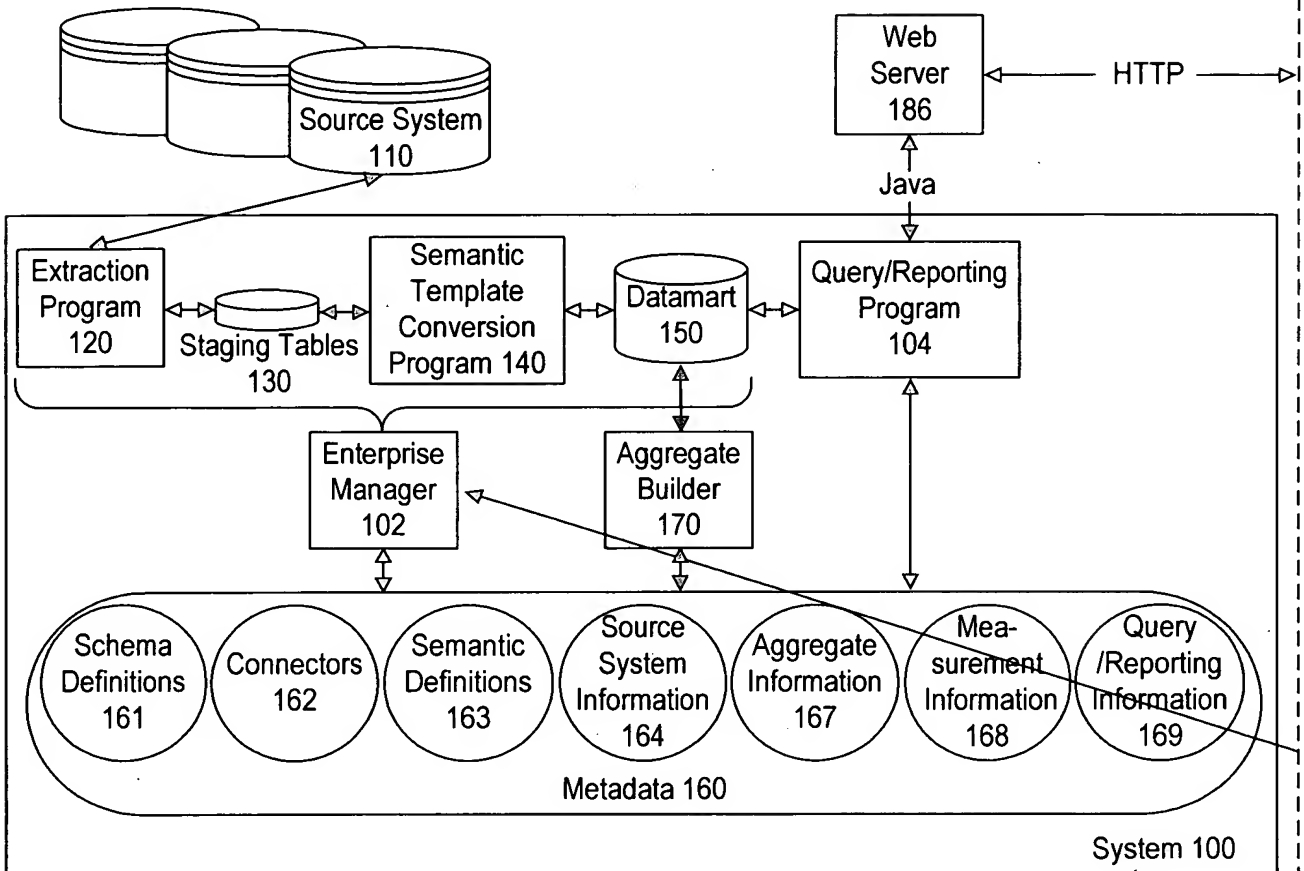 Source System
110
Web
Server
186
HTTP
Java
Extraction
Program
120
Staging Tables
130
Semantic
Template
Conversion
Program 140
Datamart
150
Query/Reporting
Program
104
Enterprise
Manager
102
Aggregate
Builder
170
Schema
Definitions
161
Connectors
162
Semantic
Definitions
163
Source
System
Information
164
Aggregate
Information
167
Mea-
surement
Information
168
Query
/Reporting
Information
169
Metadata 160
System 100